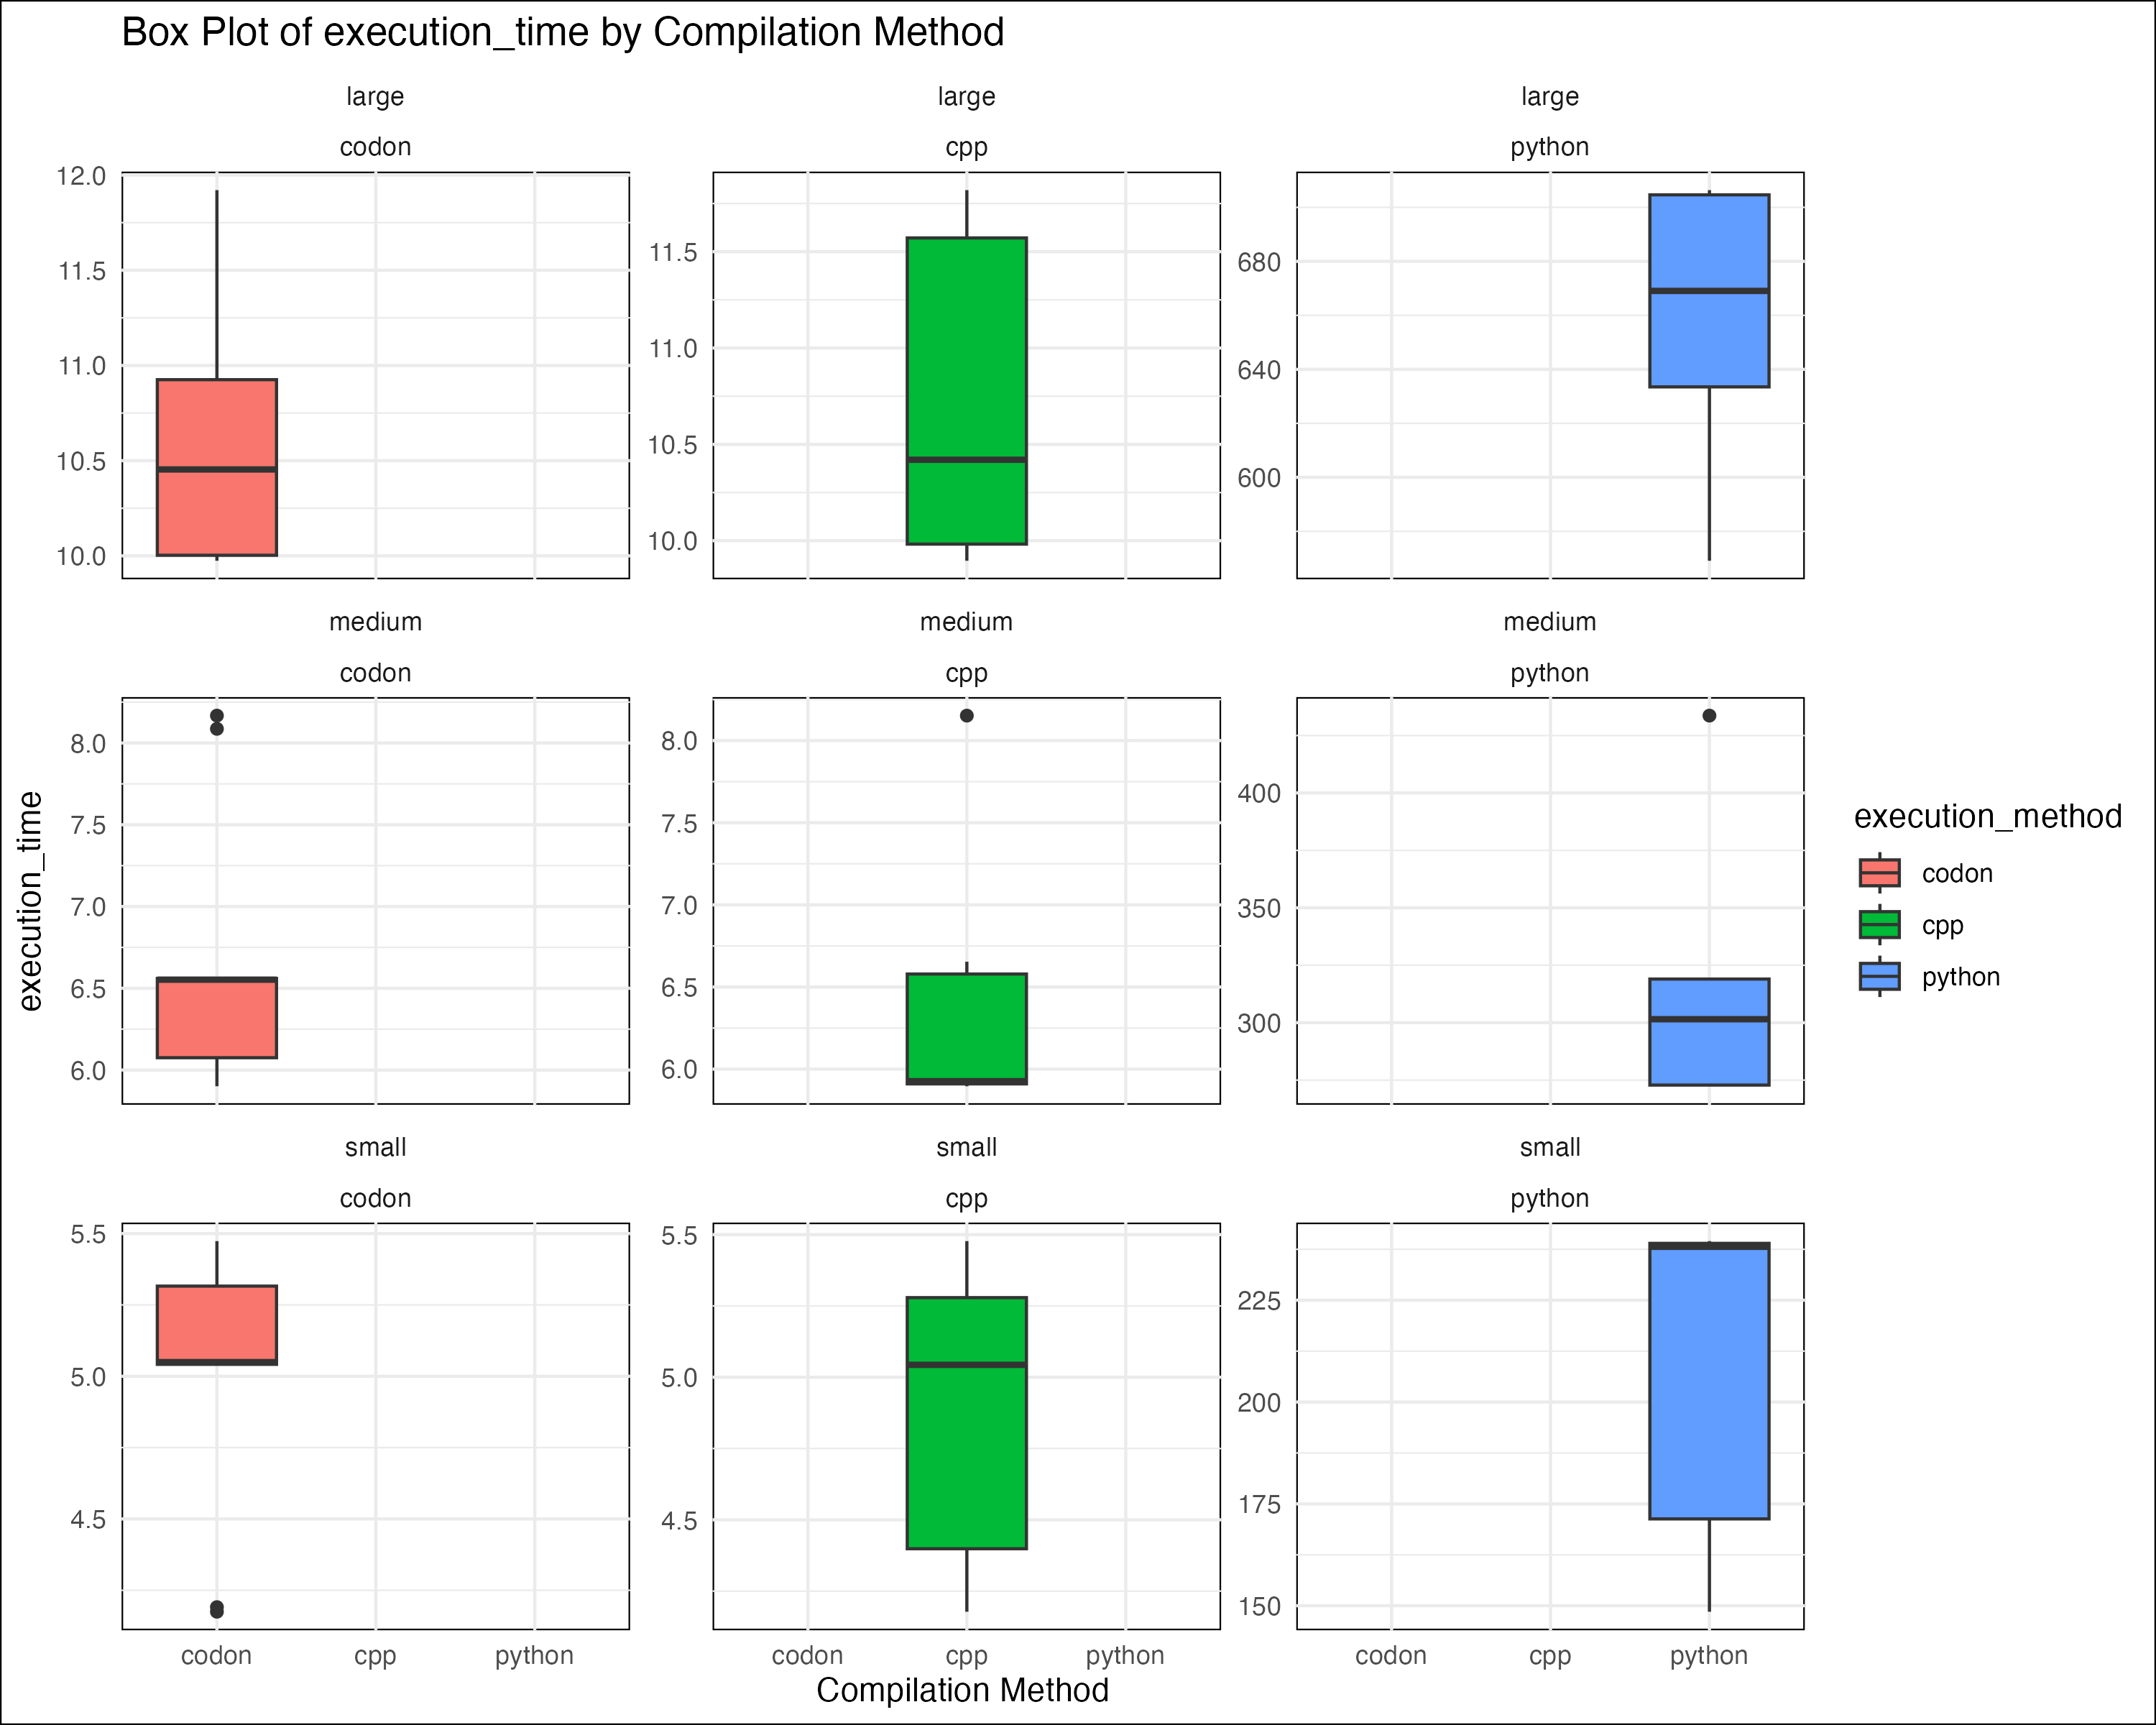 Box Plot of execution_time by Compilation Method
large
large
large
codon
cpp
python
12.0
11.5
11.0
10.5
10.0
11.5
11.0
10.5
10.0
680
640
600
medium
medium
medium
codon
cpp
python
8.0
7.5
7.0
6.5
6.0
8.0
7.5
7.0
6.5
6.0
400
350
300
execution_time
execution_method
codon
cpp
python
small
small
small
codon
cpp
python
5.5
5.0
4.5
5.5
5.0
4.5
225
200
175
150
codon cpp python
codon cpp python
codon cpp python
Compilation Method